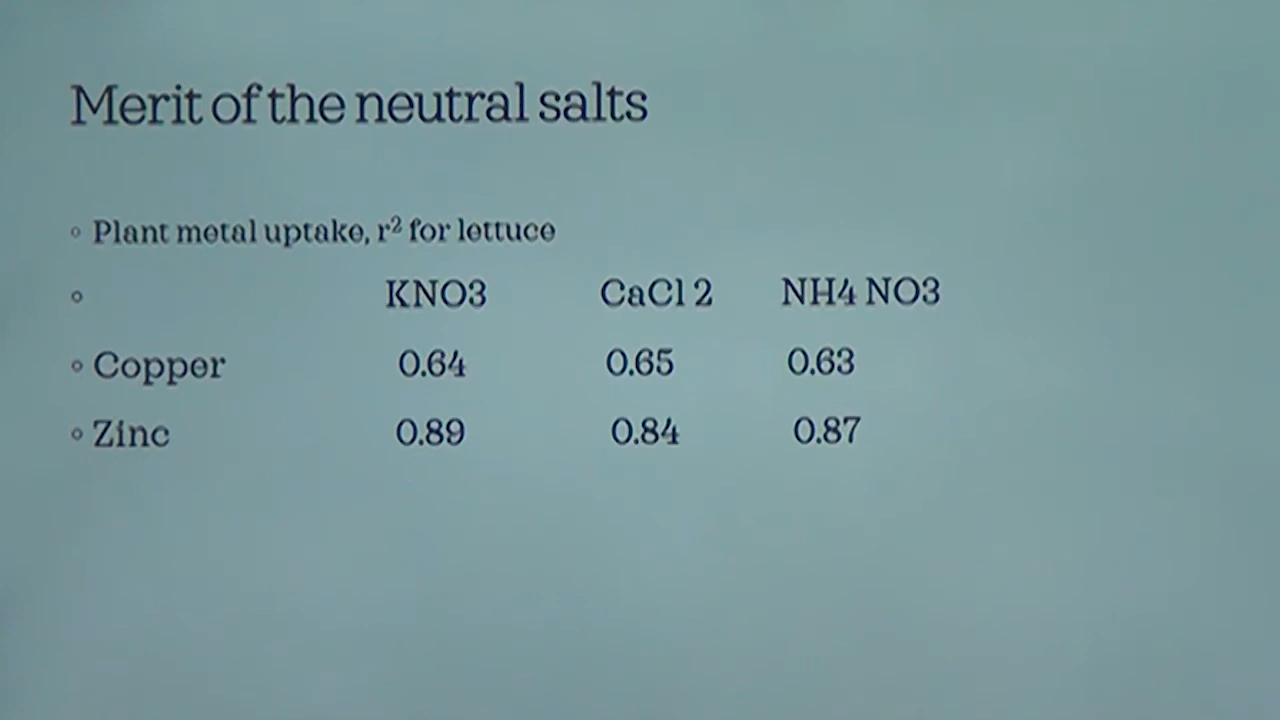 Merit of the neutral salts
◦ Plant metal uptake, r² for lettuce
◦ KNO3 CaCl 2 NH4 NO3
◦ Copper 0.64 0.65 0.63
◦ Zinc 0.89 0.84 0.87